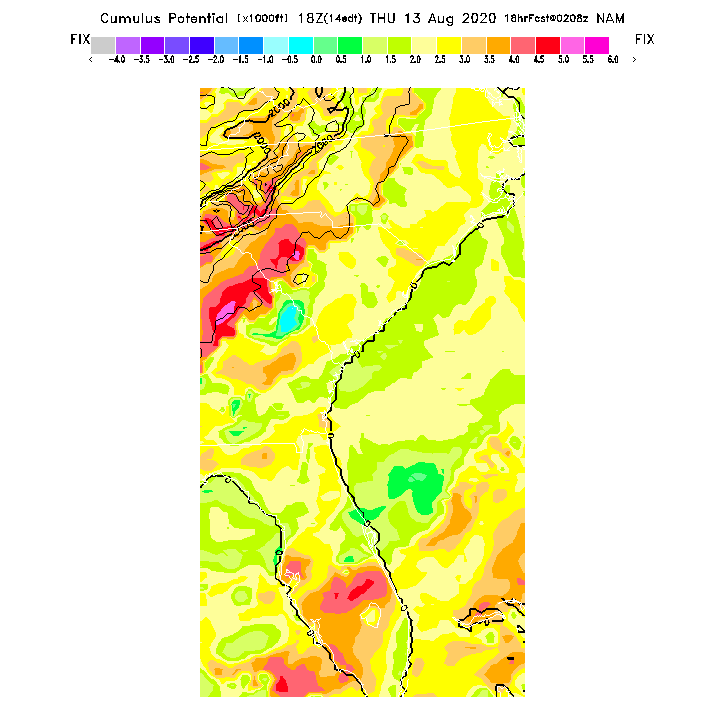 Cumulus Potential [x1000ft] 18Z(14edt) THU 13 Aug 2020 18hrFcst@0208z NAM
FIX FIX
< -4.0 -3.5 -3.0 -2.5 -2.0 -1.5 -1.0 -0.5 0.0 0.5 1.0 1.5 2.0 2.5 3.0 3.5 4.0 4.5 5.0 5.5 6.0 >
2000
2000